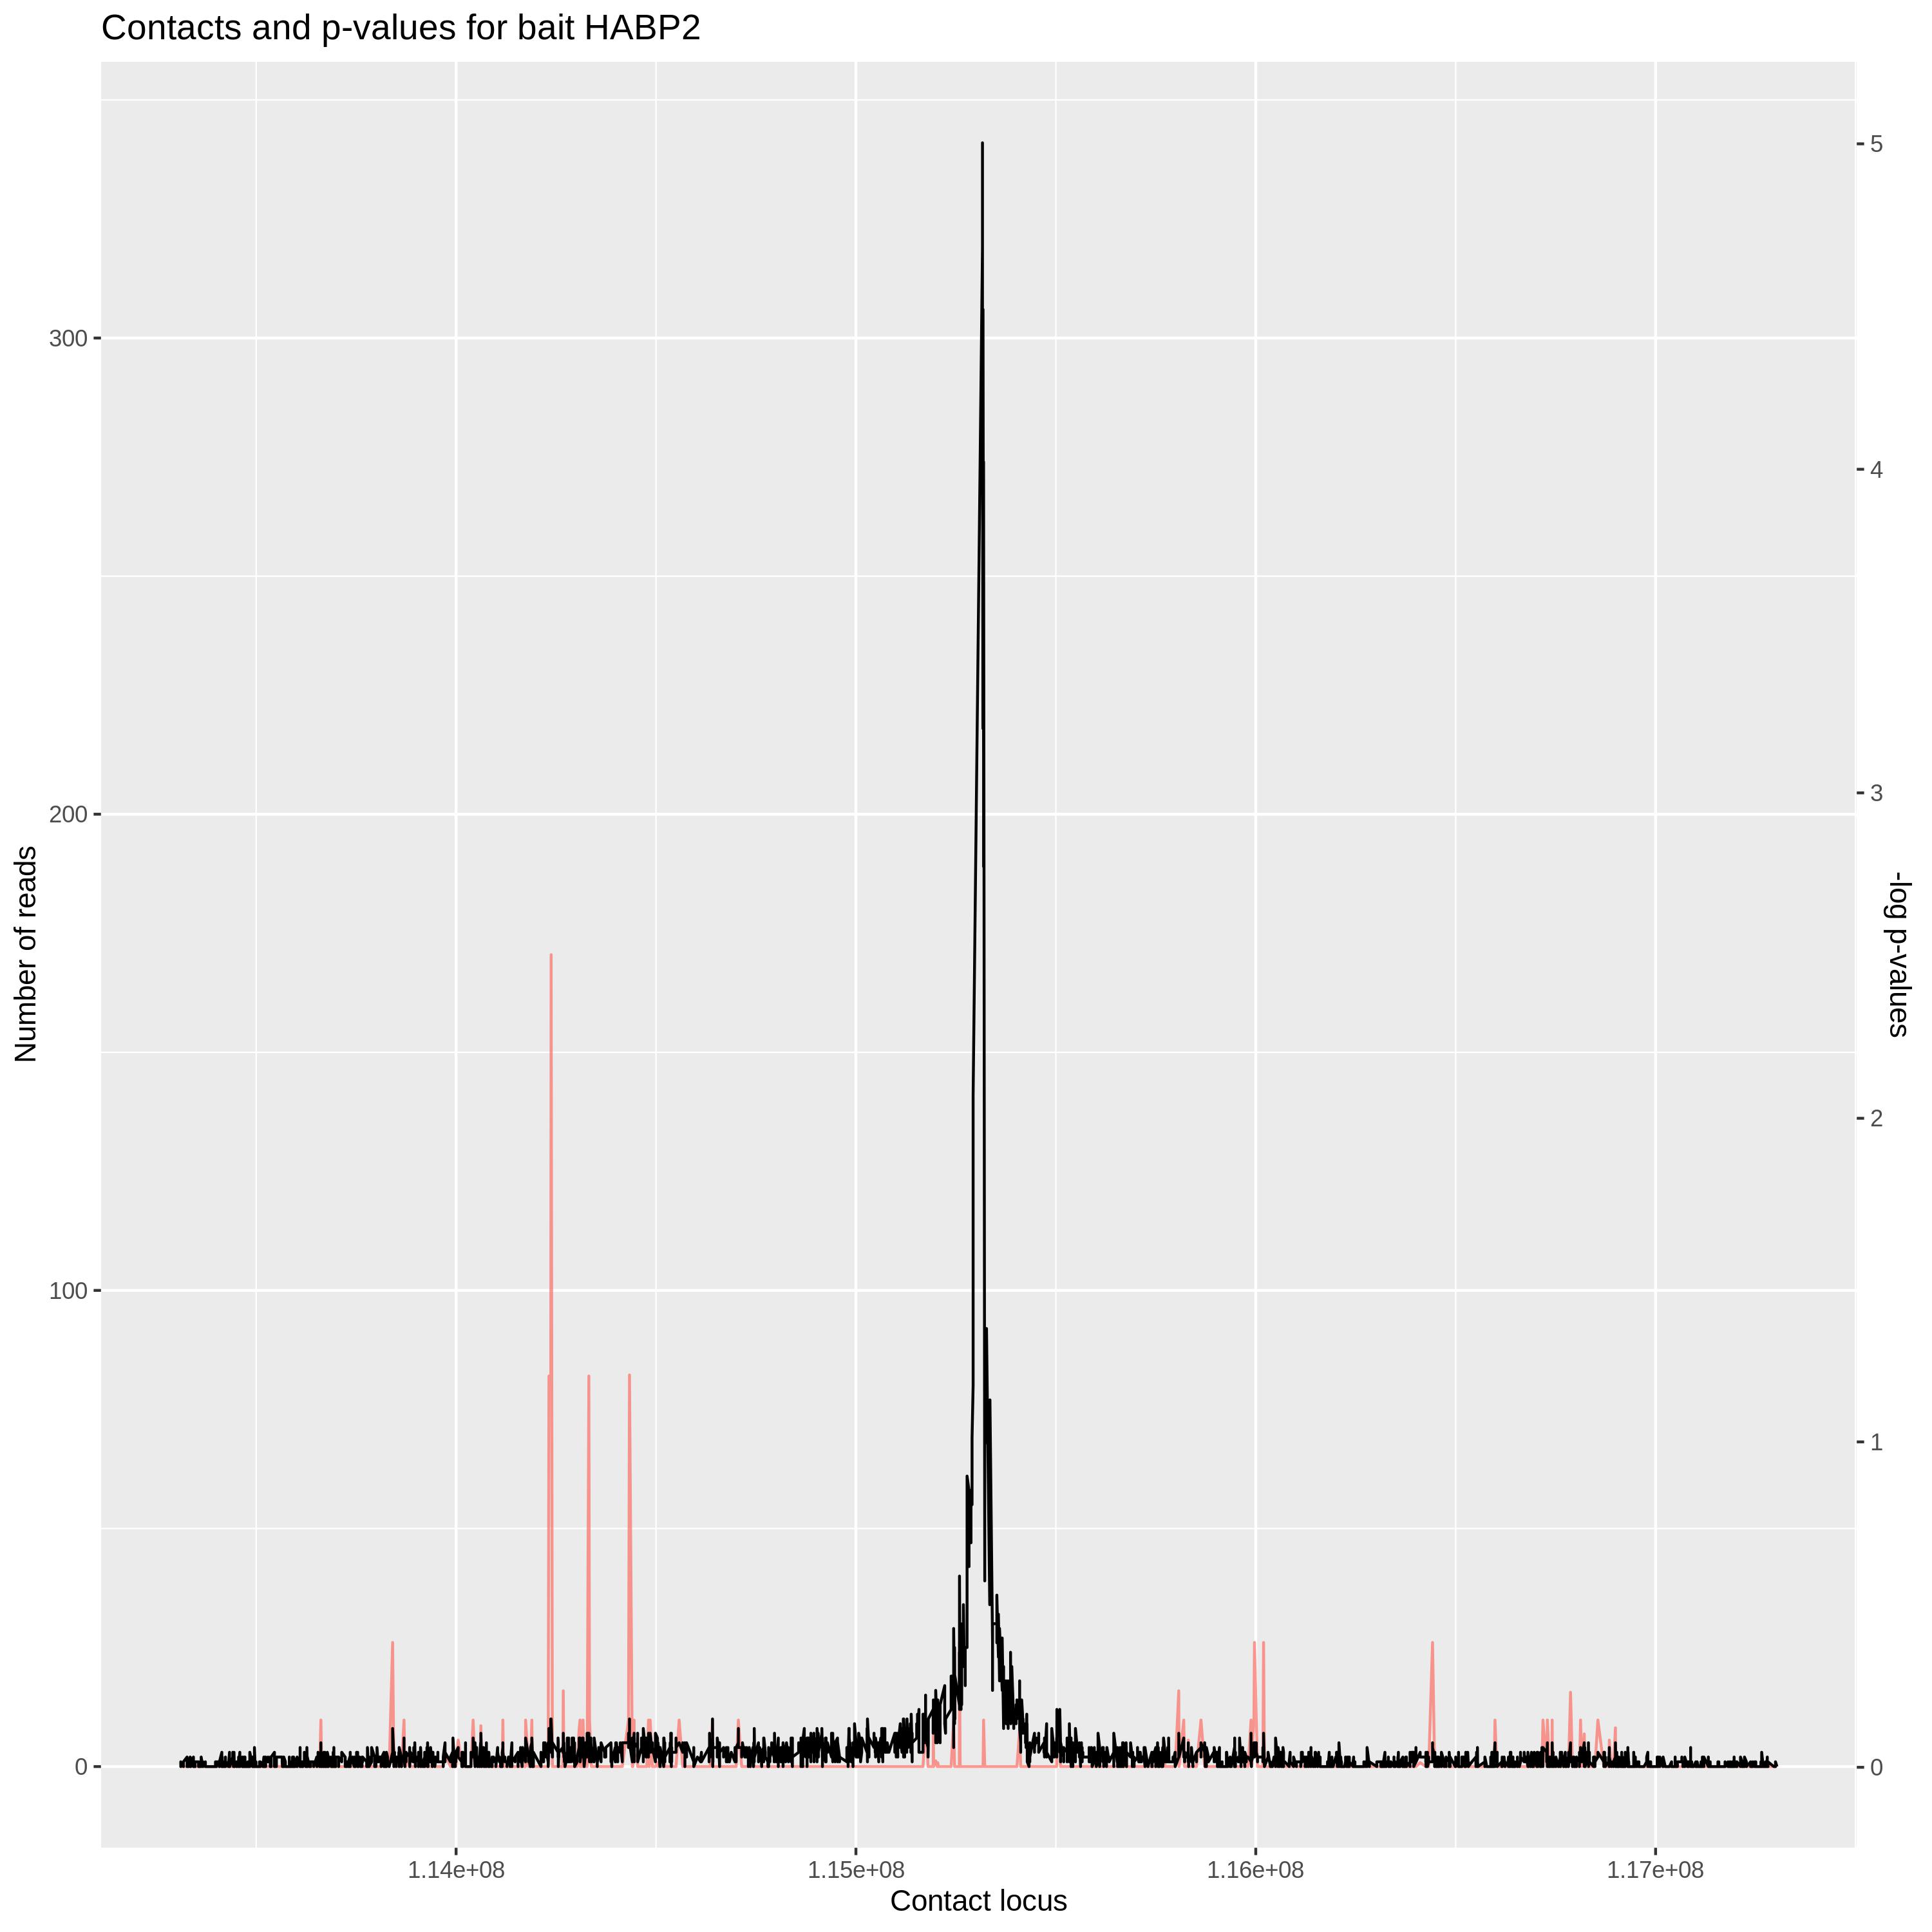 Contacts and p-values for bait HABP2
Number of reads
300
200
100
0
5
4
3
2
1
0
-log p-values
1.14e+08
1.15e+08
1.16e+08
1.17e+08
Contact locus